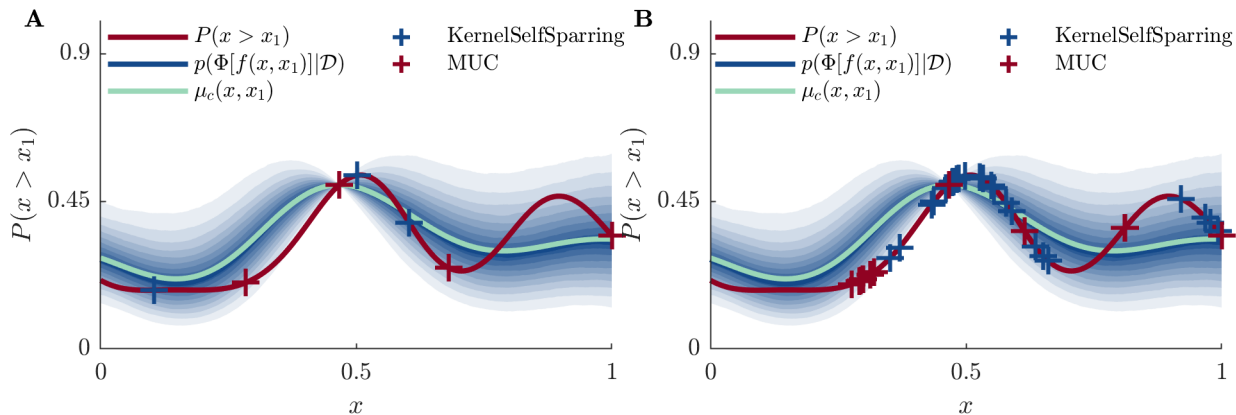 A
P(x > x₁)
p(Φ[f(x, x₁)]|𝒟)
μ_c(x, x₁)
KernelSelfSparring
MUC
0.9
0.45
0
P(x > x₁)
0
0.5
1
x
B
P(x > x₁)
p(Φ[f(x, x₁)]|𝒟)
μ_c(x, x₁)
KernelSelfSparring
MUC
0.9
0.45
0
P(x > x₁)
0
0.5
1
x